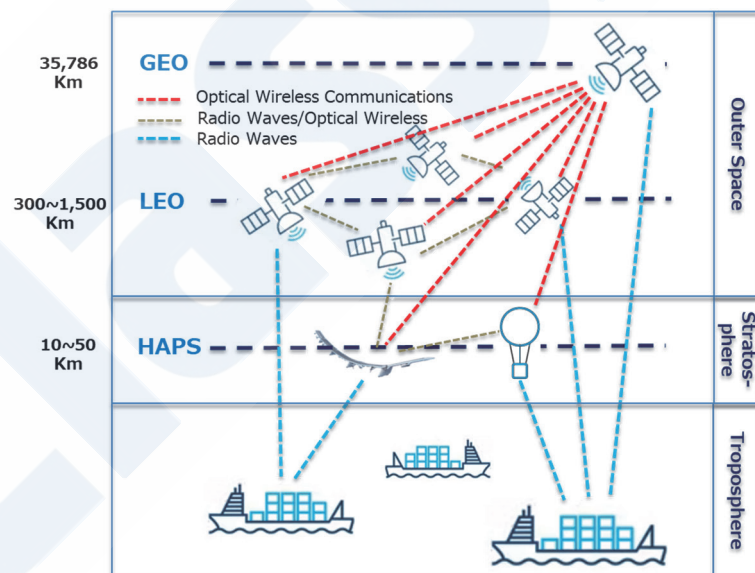 35,786
Km
GEO
Optical Wireless Communications
Radio Waves/Optical Wireless
Radio Waves
Outer Space
300~1,500
Km
LEO
10~50
Km
HAPS
Stratos-
phere
Troposphere